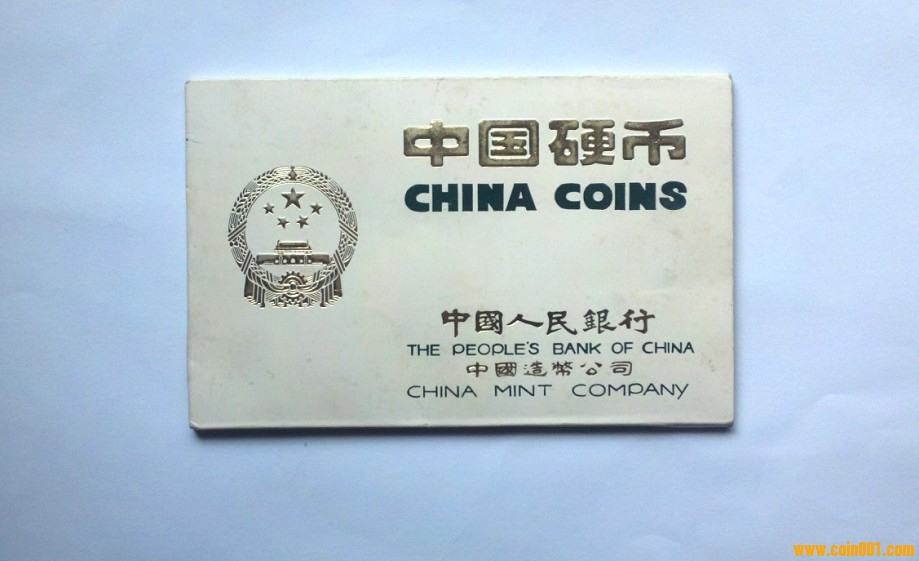 中国硬币
CHINA COINS
中國人民銀行
THE PEOPLE'S BANK OF CHINA
中國造幣公司
CHINA MINT COMPANY
www.coin001.com